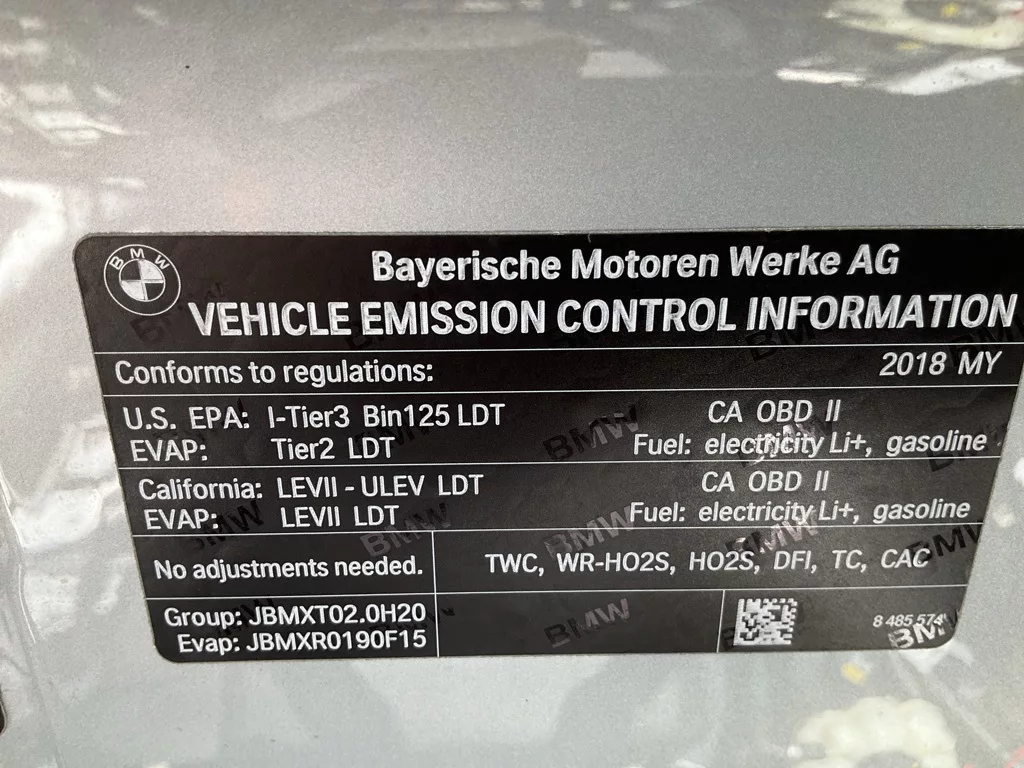 BMW
Bayerische Motoren Werke AG
VEHICLE EMISSION CONTROL INFORMATION
Conforms to regulations: 2018 MY
U.S. EPA: I-Tier3 Bin125 LDT CA OBD II
EVAP: Tier2 LDT Fuel: electricity Li+, gasoline
California: LEVII - ULEV LDT CA OBD II
EVAP: LEVII LDT Fuel: electricity Li+, gasoline
No adjustments needed. TWC, WR-HO2S, HO2S, DFI, TC, CAC
Group: JBMXT02.0H20
Evap: JBMXR0190F15
8 485 574